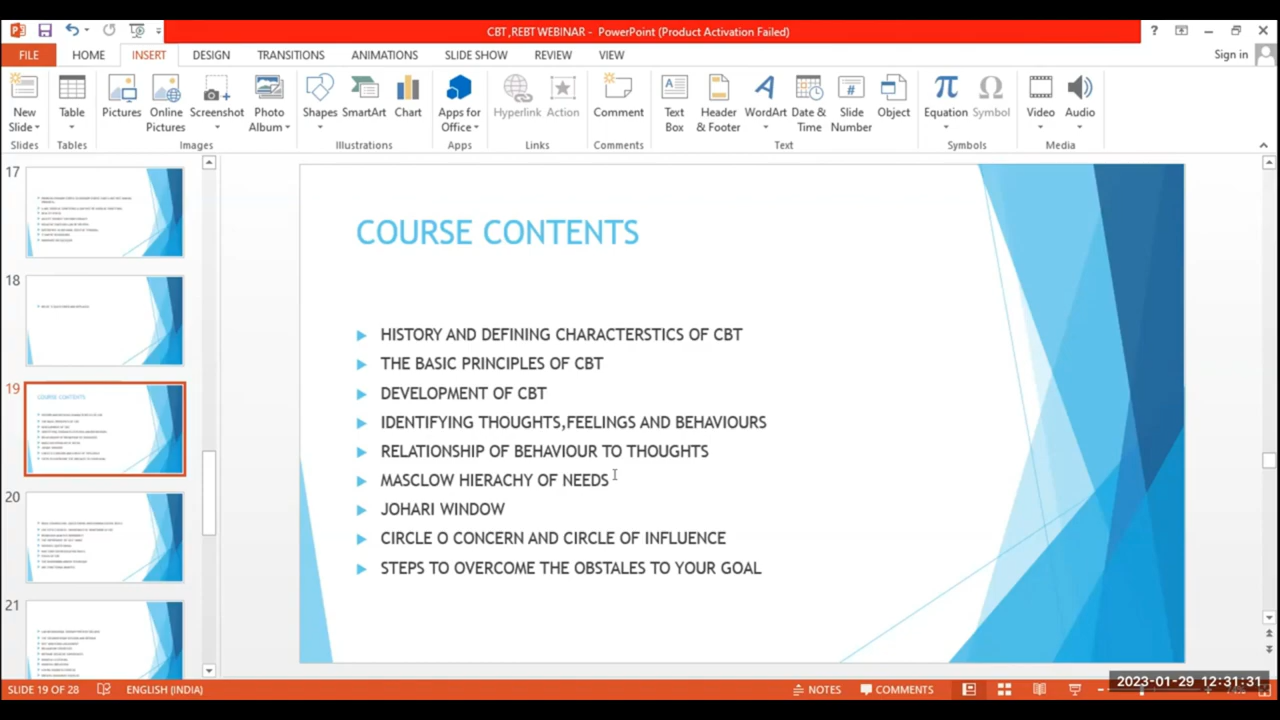 CBT ,REBT WEBINAR - PowerPoint (Product Activation Failed)
?
FILE HOME INSERT DESIGN TRANSITIONS ANIMATIONS SLIDE SHOW REVIEW VIEW Sign in
New Slide
Table
Pictures
Online Pictures
Screenshot
Photo Album
Shapes
SmartArt
Chart
Apps for Office
Hyperlink
Action
Comment
Text Box
Header & Footer
WordArt
Date & Time
Slide Number
Object
Equation
Symbol
Video
Audio
Slides Tables Images Illustrations Apps Links Comments Text Symbols Media
17
18
19
COURSE CONTENTS
20
21
COURSE CONTENTS
HISTORY AND DEFINING CHARACTERSTICS OF CBT
THE BASIC PRINCIPLES OF CBT
DEVELOPMENT OF CBT
IDENTIFYING THOUGHTS,FEELINGS AND BEHAVIOURS
RELATIONSHIP OF BEHAVIOUR TO THOUGHTS
MASCLOW HIERACHY OF NEEDS
JOHARI WINDOW
CIRCLE O CONCERN AND CIRCLE OF INFLUENCE
STEPS TO OVERCOME THE OBSTALES TO YOUR GOAL
SLIDE 19 OF 28 ENGLISH (INDIA) NOTES COMMENTS
2023-01-29 12:31:31